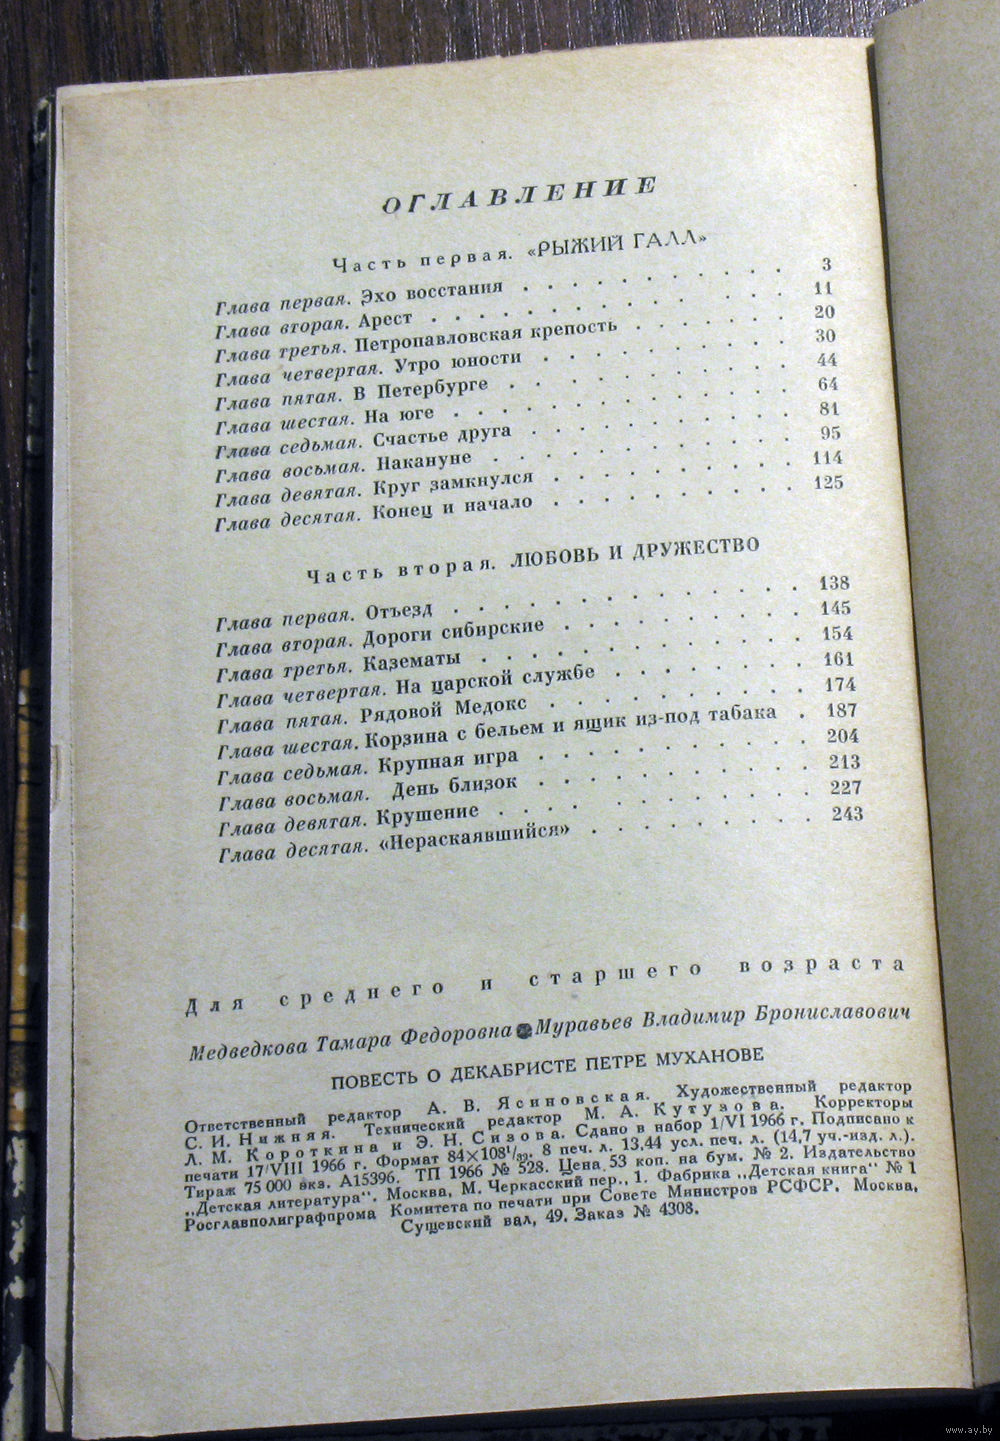 ОГЛАВЛЕНИЕ
Часть первая. «РЫЖИЙ ГАЛЛ»
Глава первая. Эхо восстания . . . . . . . . . . 3
Глава вторая. Арест . . . . . . . . . . . . . 11
Глава третья. Петропавловская крепость . . . . . . . 20
Глава четвертая. Утро юности . . . . . . . . . . 30
Глава пятая. В Петербурге . . . . . . . . . . . 44
Глава шестая. На юге . . . . . . . . . . . . . 64
Глава седьмая. Счастье друга . . . . . . . . . . 81
Глава восьмая. Накануне . . . . . . . . . . . . 95
Глава девятая. Круг замкнулся . . . . . . . . . . 114
Глава десятая. Конец и начало . . . . . . . . . . 125
Часть вторая. ЛЮБОВЬ И ДРУЖЕСТВО
Глава первая. Отъезд . . . . . . . . . . . . . 138
Глава вторая. Дороги сибирские . . . . . . . . . 145
Глава третья. Казематы . . . . . . . . . . . . 154
Глава четвертая. На царской службе . . . . . . . . 161
Глава пятая. Рядовой Медокс . . . . . . . . . . 174
Глава шестая. Корзина с бельем и ящик из-под табака . 187
Глава седьмая. Крупная игра . . . . . . . . . . 204
Глава восьмая. День близок . . . . . . . . . . 213
Глава девятая. Крушение . . . . . . . . . . . 227
Глава десятая. «Нераскаявшийся» . . . . . . . . . 243
Для среднего и старшего возраста
Медведкова Тамара Федоровна Муравьев Владимир Брониславович
ПОВЕСТЬ О ДЕКАБРИСТЕ ПЕТРЕ МУХАНОВЕ
Ответственный редактор А. В. Ясиновская. Художественный редактор
С. И. Нижняя. Технический редактор М. А. Кутузова. Корректоры
Л. М. Короткина и Э. Н. Сизова. Сдано в набор 1/VI 1966 г. Подписано к
печати 17/VIII 1966 г. Формат 84×108¹/₃₂. 8 печ. л. 13,44 усл. печ. л. (14,7 уч.-изд. л.).
Тираж 75 000 экз. А15396. ТП 1966 № 528. Цена 53 коп. на бум. № 2. Издательство
„Детская литература“. Москва, М. Черкасский пер., 1. Фабрика „Детская книга“ № 1
Росглавполиграфпрома Комитета по печати при Совете Министров РСФСР. Москва,
Сущевский вал, 49. Заказ № 4308.
www.ay.by